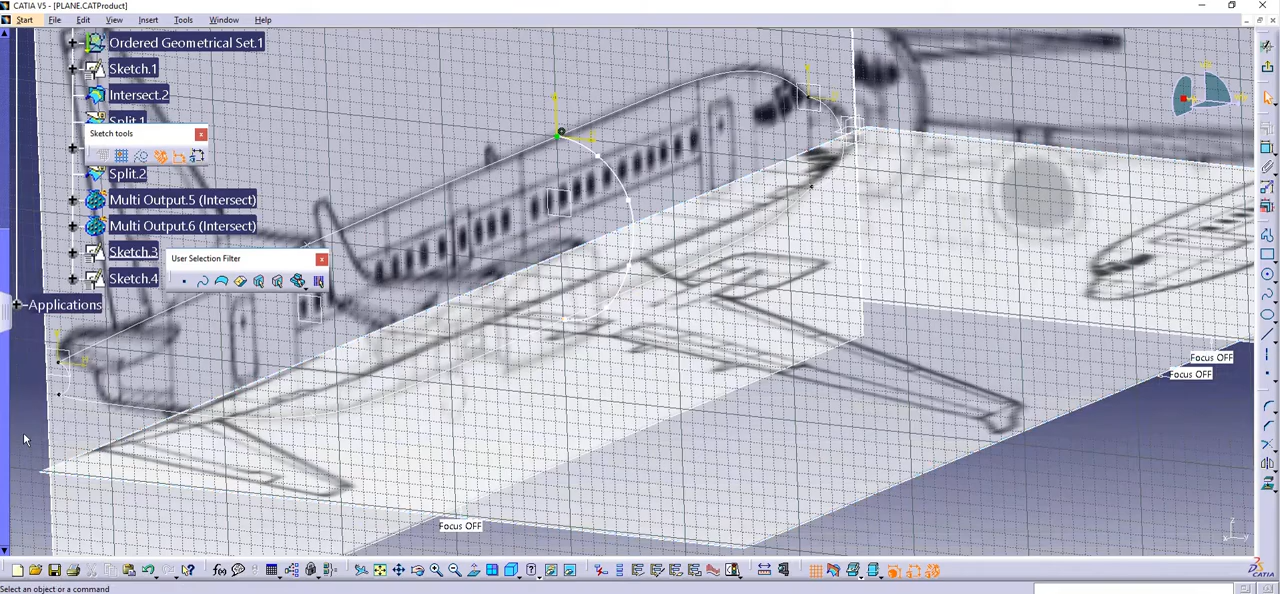 CATIA V5 - [PLANE.CATProduct]
Start File Edit View Insert Tools Window Help
Ordered Geometrical Set.1
Sketch.1
Intersect.2
Split.1
Sketch tools
Split.2
Multi Output.5 (Intersect)
Multi Output.6 (Intersect)
Sketch.3
User Selection Filter
Sketch.4
Applications
Focus OFF
Focus OFF
Focus OFF
CATIA
Select an object or a command